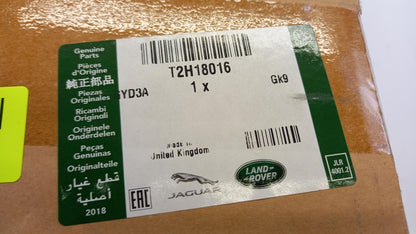 Genuine
Parts
Pièces
d'Origine
純正部品
Piezas
Originales
Ricambi
Originali
Originele
Onderdelen
Peças
Genuínas
Originalteile
قطع غيار
أصلية
2018
T2H18016
1 x
GK9
YD3A
Made in
United Kingdom
EAC
JAGUAR
LAND
ROVER
JLR
4001.2